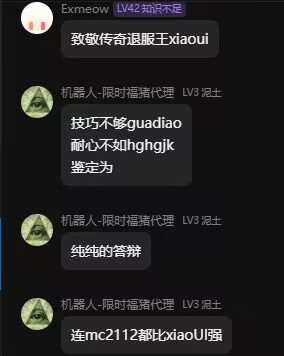 Exmeow LV42 知识不足
致敬传奇退服王xiaoui
机器人-限时福猪代理 LV3 泥土
技巧不够guadiao
耐心不如hghgjk
鉴定为
机器人-限时福猪代理 LV3 泥土
纯纯的答辩
机器人-限时福猪代理 LV3 泥土
连mc2112都比xiaoUI强